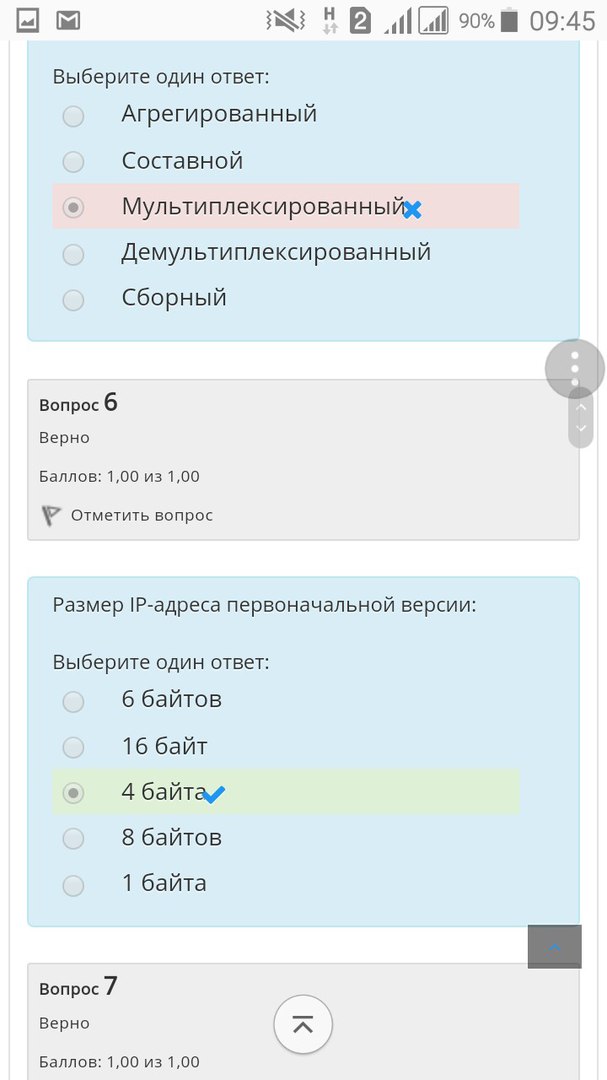 H 2 90% 09:45
Выберите один ответ:
Агрегированный
Составной
Мультиплексированный
Демультиплексированный
Сборный
Вопрос 6
Верно
Баллов: 1,00 из 1,00
Отметить вопрос
Размер IP-адреса первоначальной версии:
Выберите один ответ:
6 байтов
16 байт
4 байта
8 байтов
1 байта
Вопрос 7
Верно
Баллов: 1,00 из 1,00